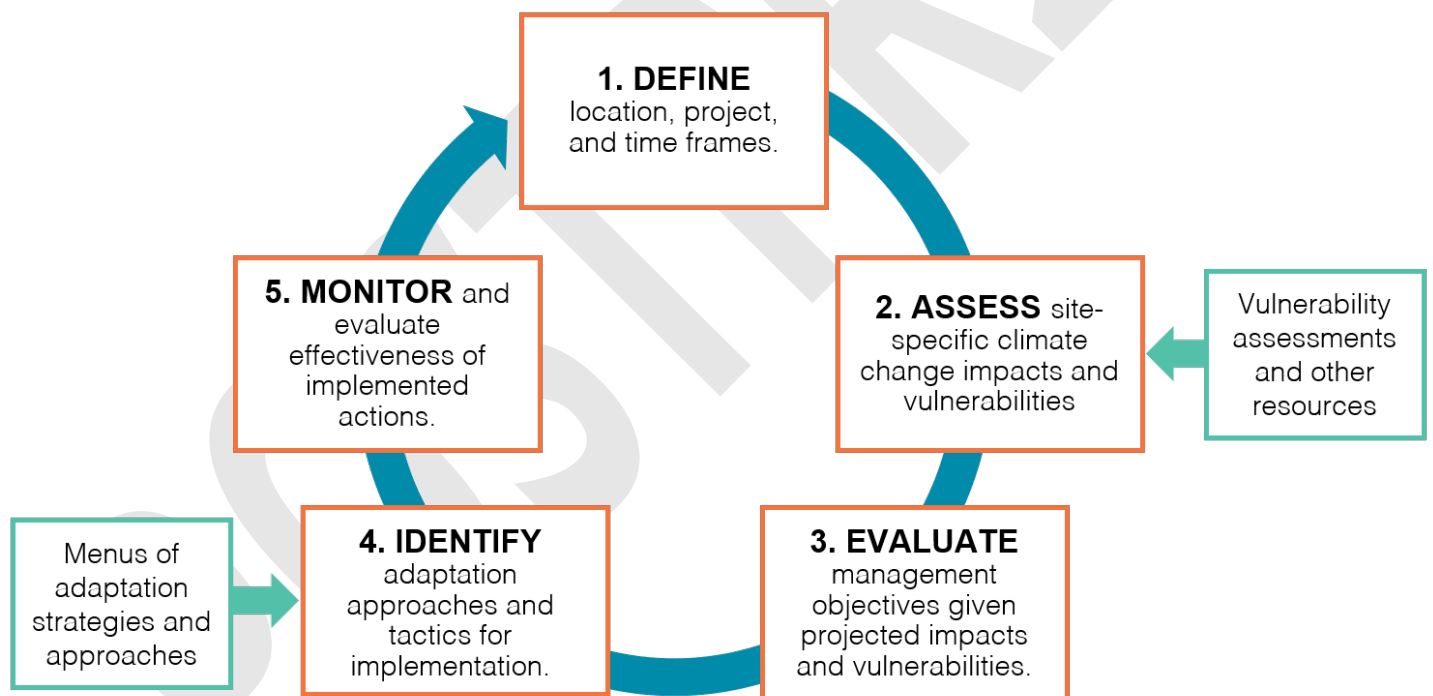 1. DEFINE
location, project,
and time frames.
5. MONITOR and
evaluate
effectiveness of
implemented
actions.
2. ASSESS site-
specific climate
change impacts and
vulnerabilities
Vulnerability
assessments
and other
resources
Menus of
adaptation
strategies and
approaches
4. IDENTIFY
adaptation
approaches and
tactics for
implementation.
3. EVALUATE
management
objectives given
projected impacts
and vulnerabilities.